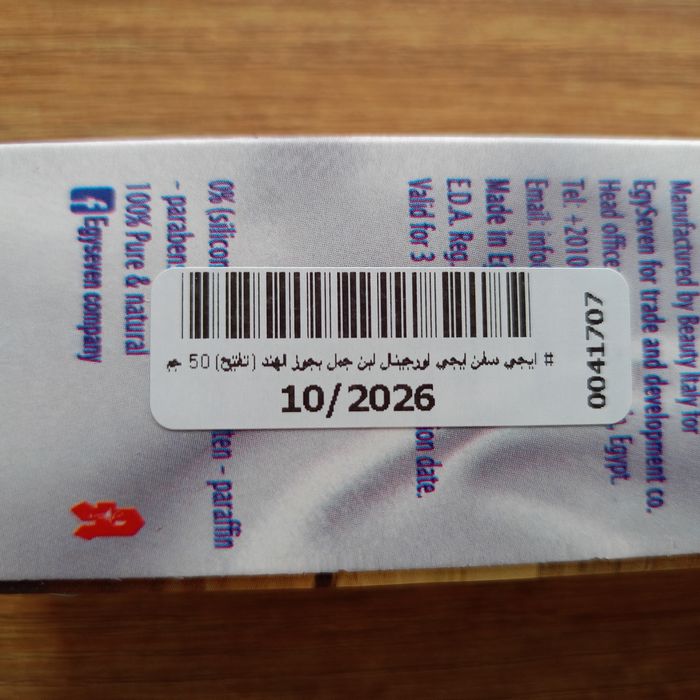 Manufactured by Reamy Italy for
EgySeven for trade and development co.
Head office Egypt.
Tel: +2010
Email: info
Made in
E.D.A. Reg.
Valid for 3 ion date.
0% (silicon ten - paraffin
- paraben
100% Pure & natural
Egyseven company
# ايجي سفن ايجي اورجينال لبن جمل بجوز الهند (تفتيح) 50 جم
10/2026
0041707